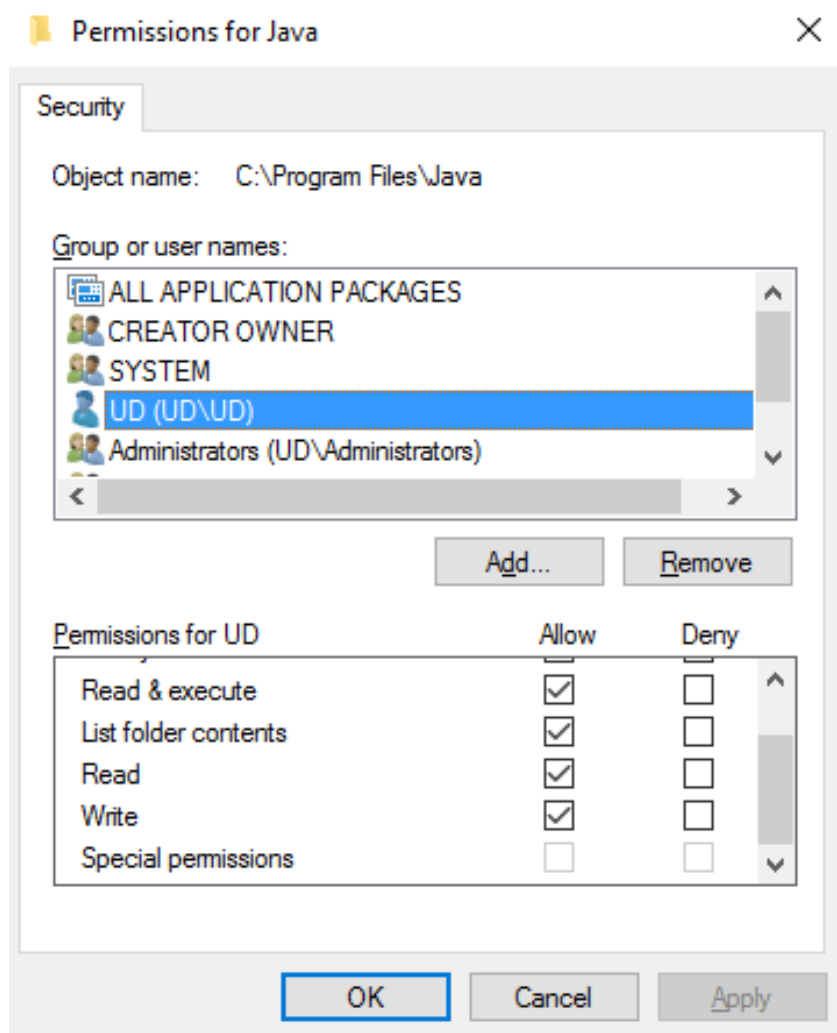 Permissions for Java
Security
Object name: C:\Program Files\Java
Group or user names:
ALL APPLICATION PACKAGES
CREATOR OWNER
SYSTEM
UD (UD\UD)
Administrators (UD\Administrators)
Add... Remove
Permissions for UD Allow Deny
Read & execute
List folder contents
Read
Write
Special permissions
OK Cancel Apply